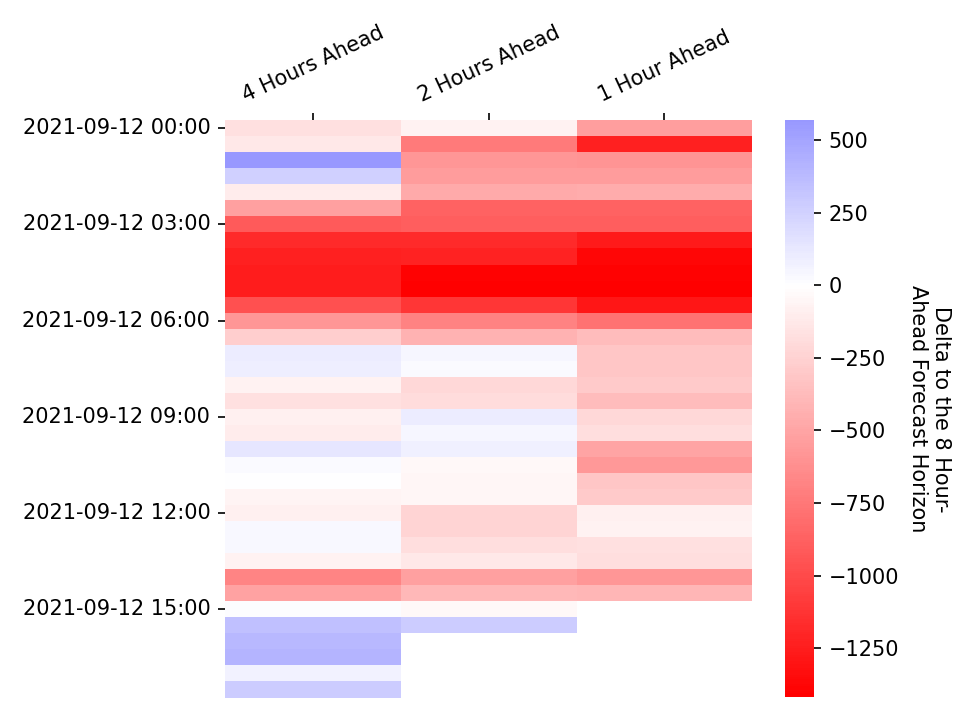 4 Hours Ahead
2 Hours Ahead
1 Hour Ahead
2021-09-12 00:00
2021-09-12 03:00
2021-09-12 06:00
2021-09-12 09:00
2021-09-12 12:00
2021-09-12 15:00
500
250
0
−250
−500
−750
−1000
−1250
Delta to the 8 Hour-
Ahead Forecast Horizon